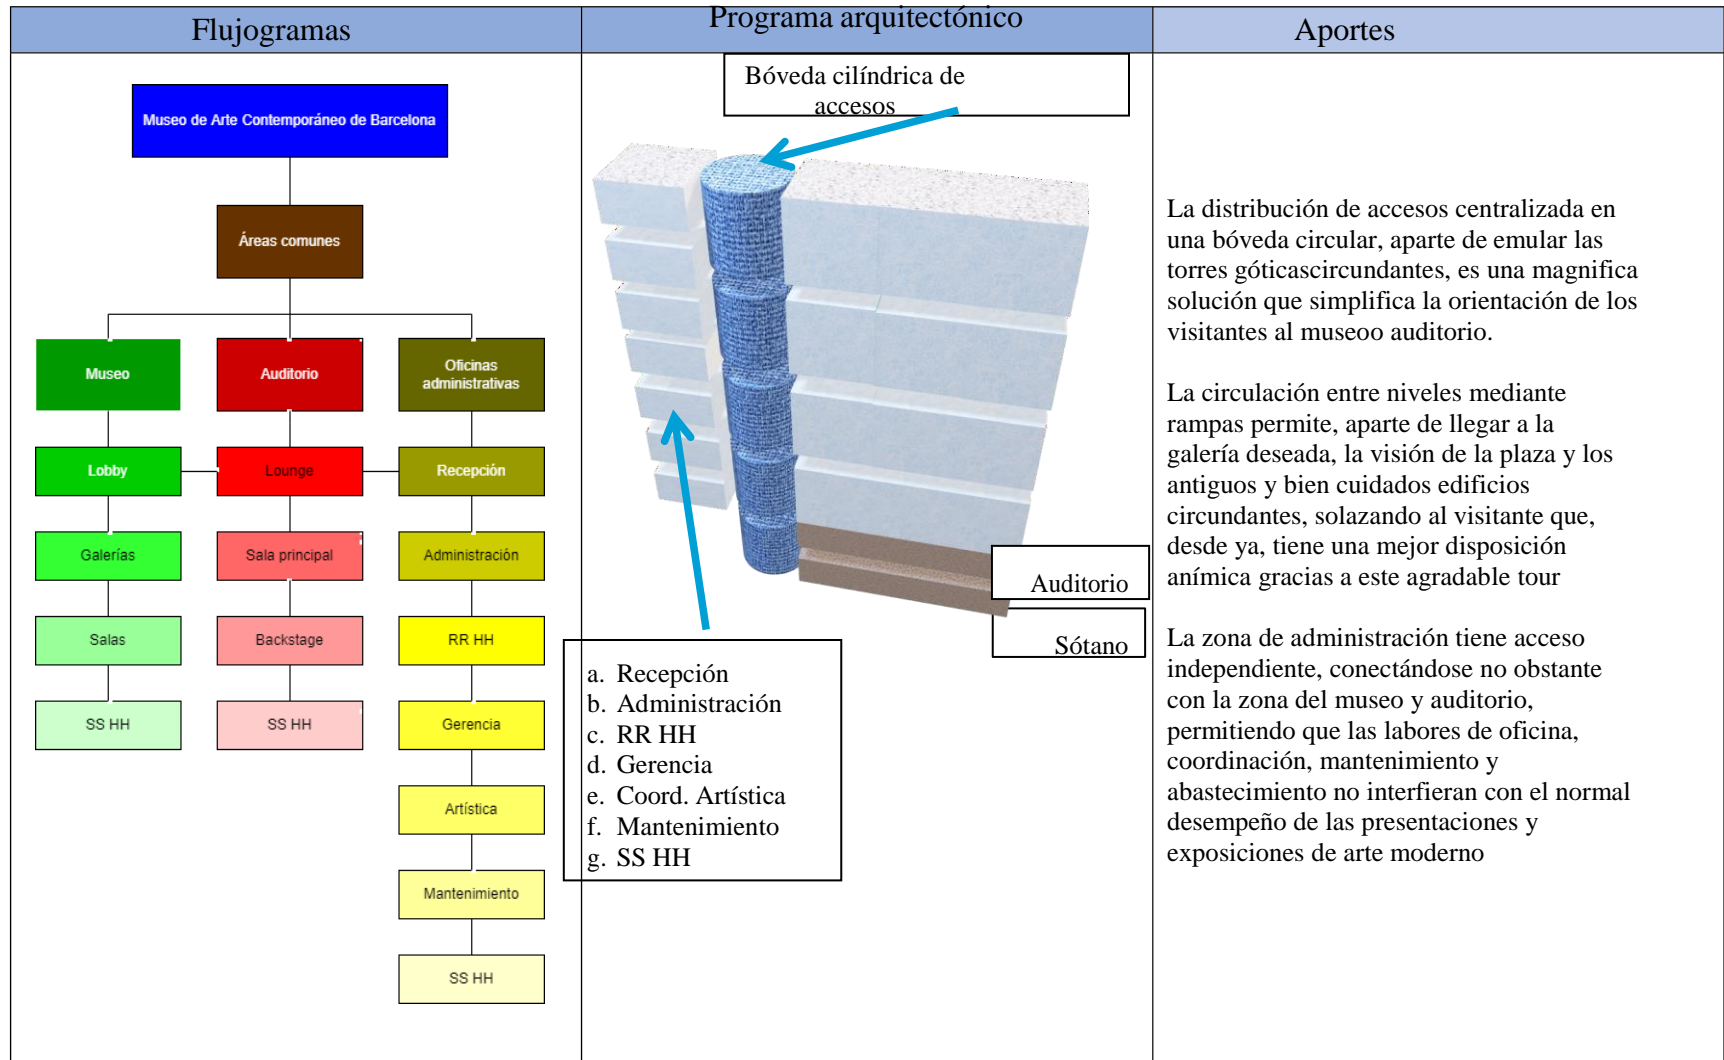 Flujogramas
Programa arquitectónico
Aportes
Museo de Arte Contemporáneo de Barcelona
Áreas comunes
Museo
Auditorio
Oficinas
administrativas
Lobby
Lounge
Recepción
Galerías
Sala principal
Administración
Salas
Backstage
RR HH
SS HH
SS HH
Gerencia
Artística
Mantenimiento
SS HH
Bóveda cilíndrica de
accesos
Auditorio
Sótano
a. Recepción
b. Administración
c. RR HH
d. Gerencia
e. Coord. Artística
f. Mantenimiento
g. SS HH
La distribución de accesos centralizada en
una bóveda circular, aparte de emular las
torres góticascircundantes, es una magnifica
solución que simplifica la orientación de los
visitantes al museoo auditorio.
La circulación entre niveles mediante
rampas permite, aparte de llegar a la
galería deseada, la visión de la plaza y los
antiguos y bien cuidados edificios
circundantes, solazando al visitante que,
desde ya, tiene una mejor disposición
anímica gracias a este agradable tour
La zona de administración tiene acceso
independiente, conectándose no obstante
con la zona del museo y auditorio,
permitiendo que las labores de oficina,
coordinación, mantenimiento y
abastecimiento no interfieran con el normal
desempeño de las presentaciones y
exposiciones de arte moderno